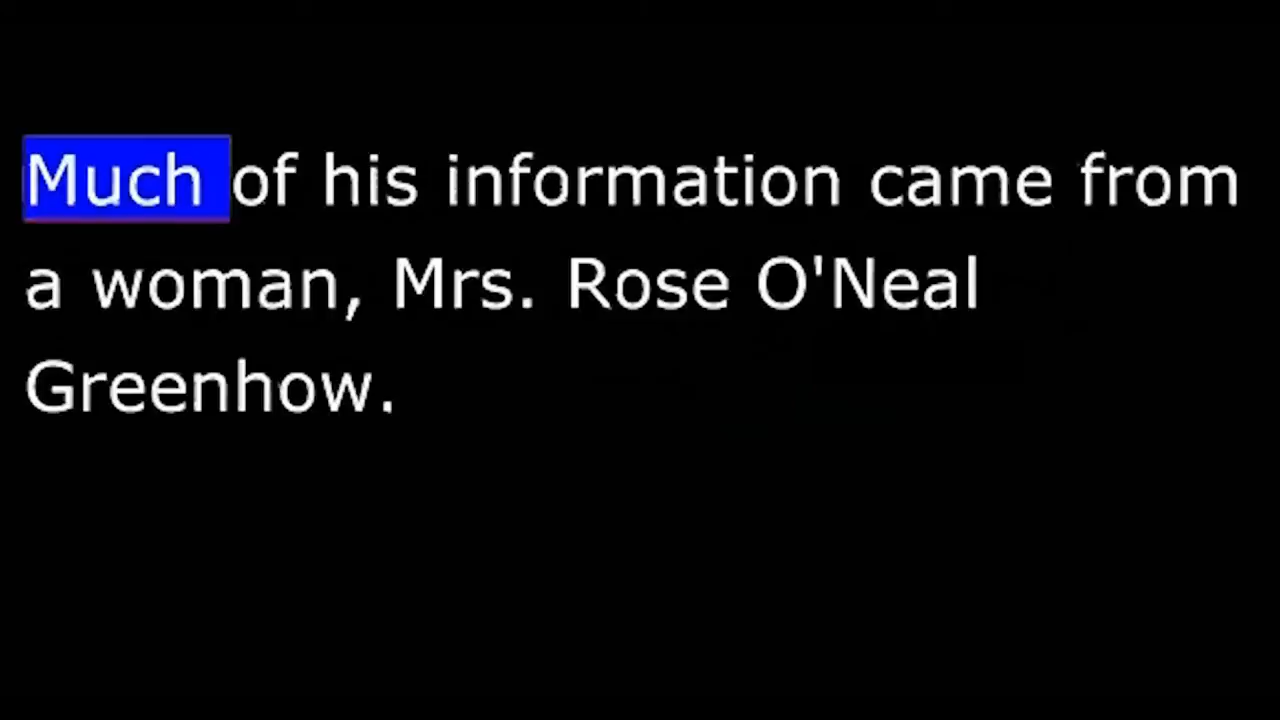 Much of his information came from
a woman, Mrs. Rose O'Neal
Greenhow.